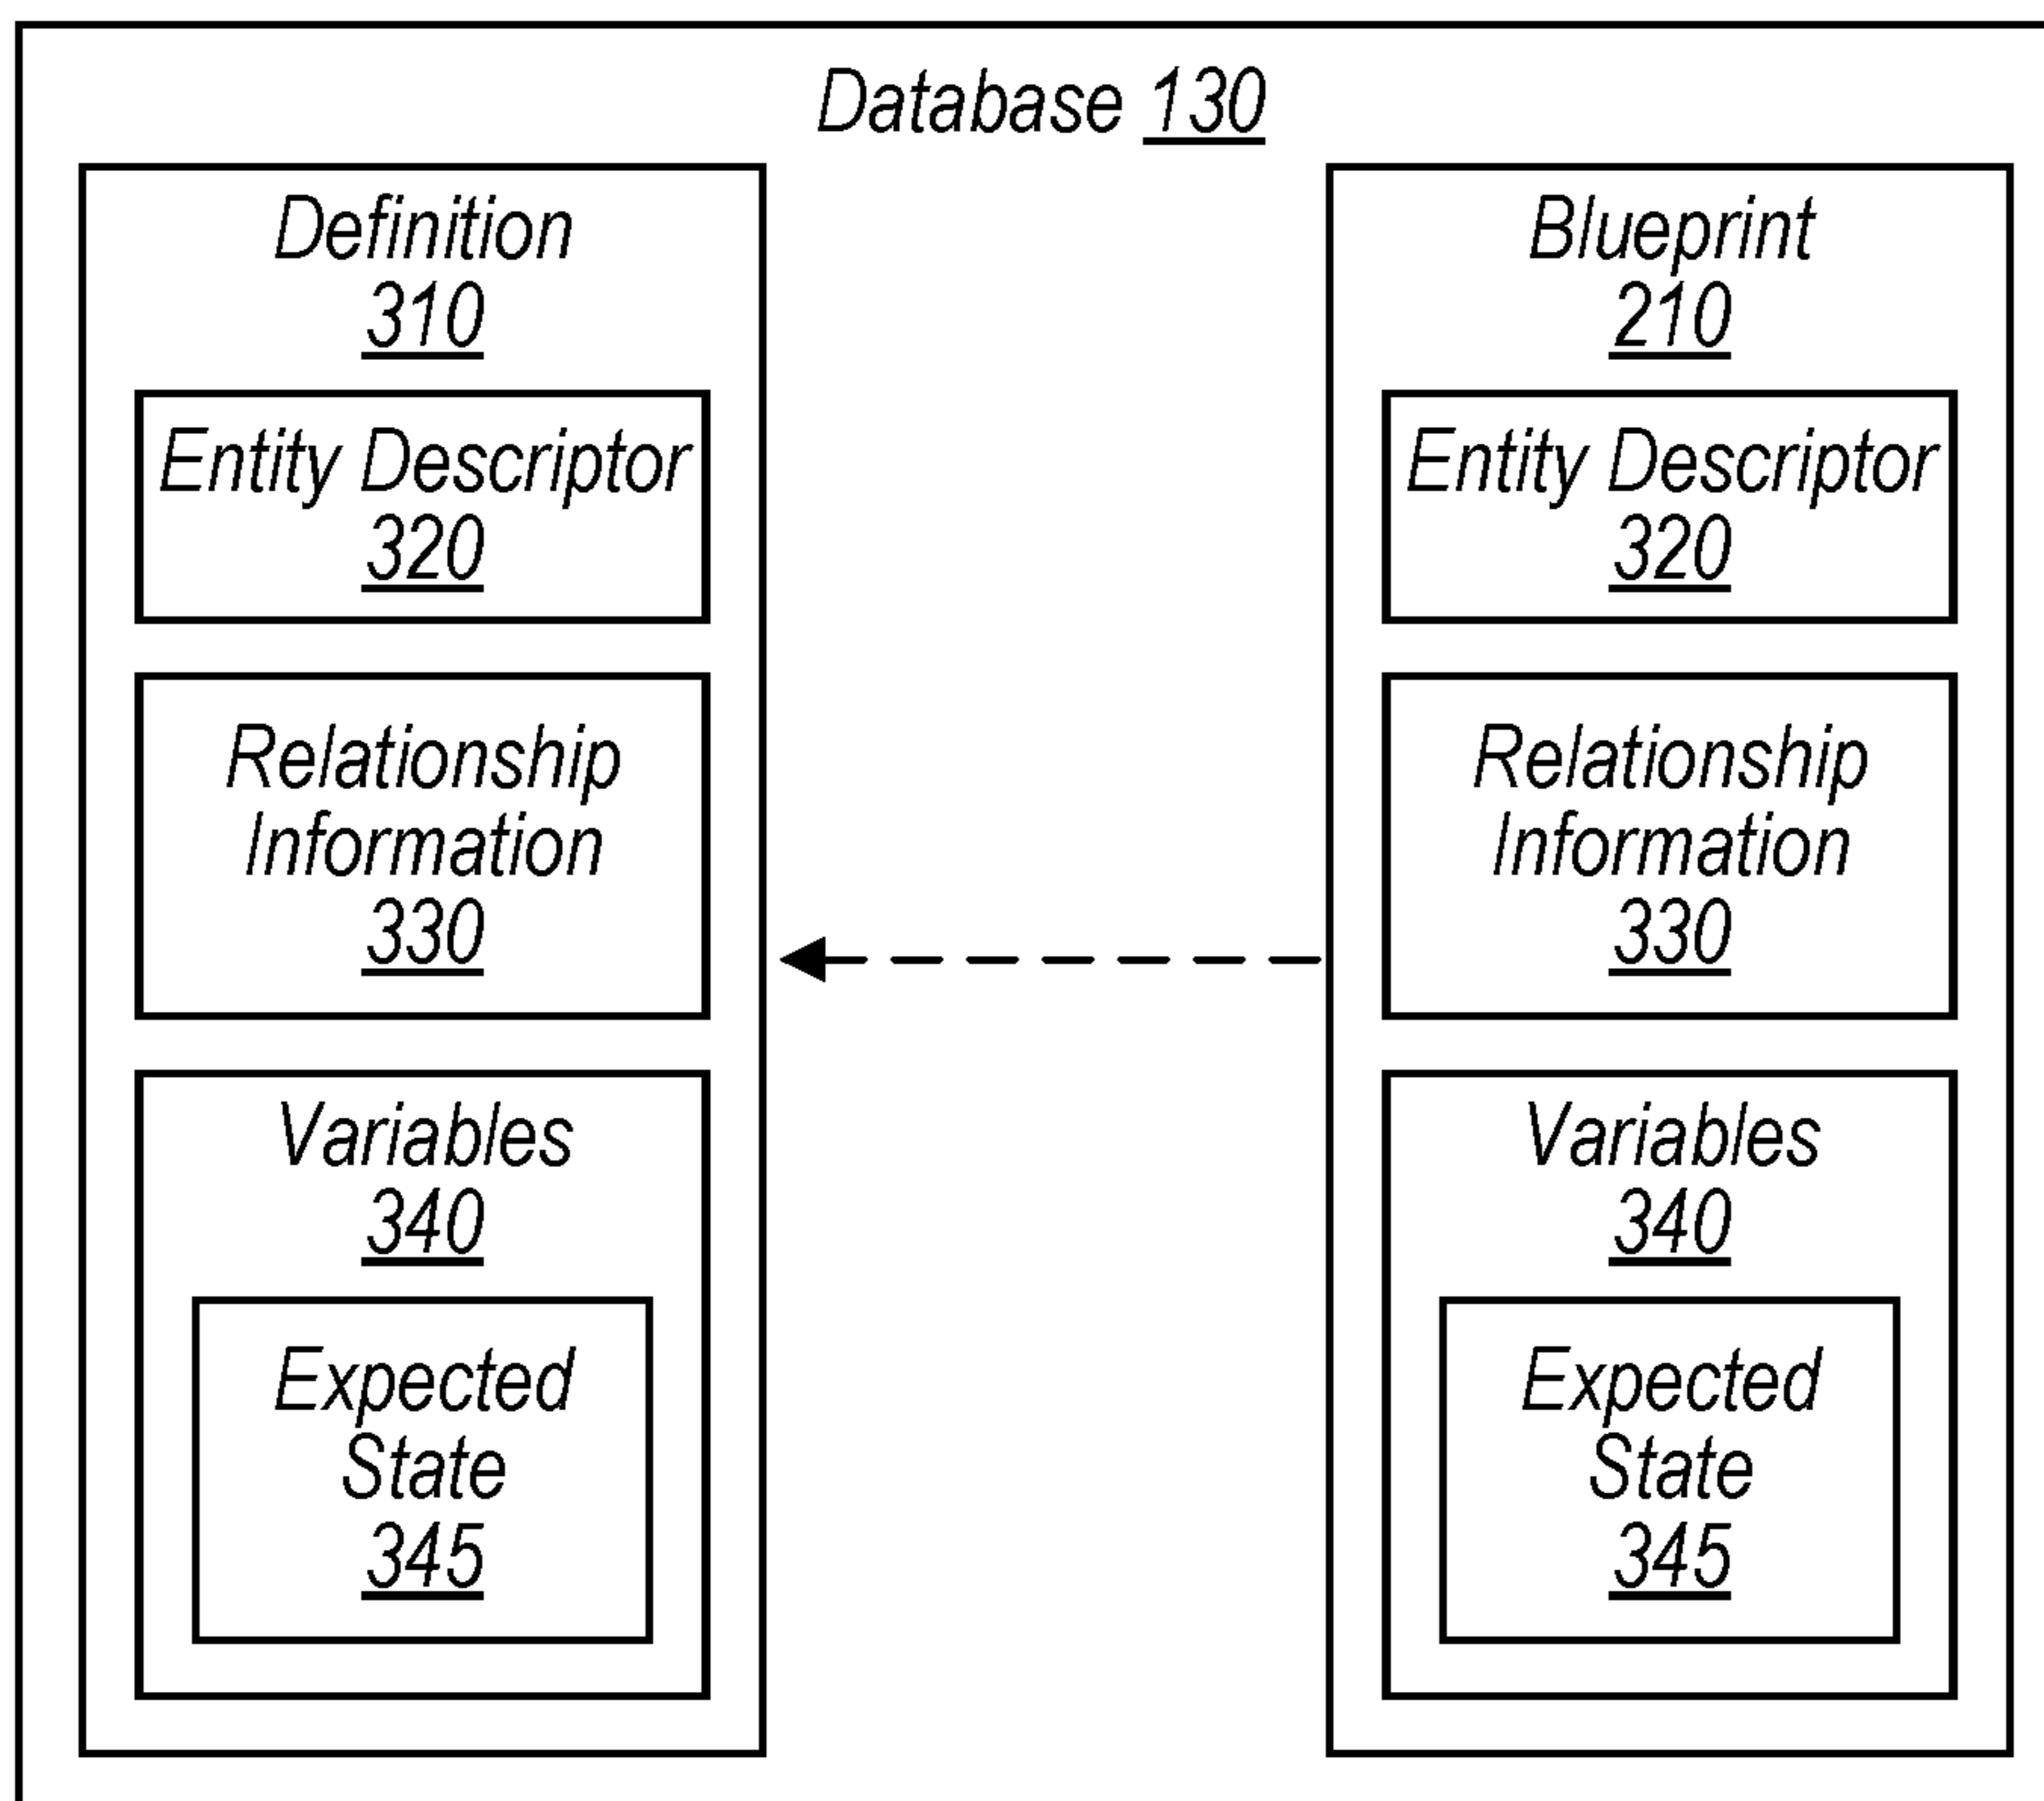 Database 130
Definition
310
Entity Descriptor
320
Relationship
Information
330
Variables
340
Expected
State
345
Blueprint
210
Entity Descriptor
320
Relationship
Information
330
Variables
340
Expected
State
345